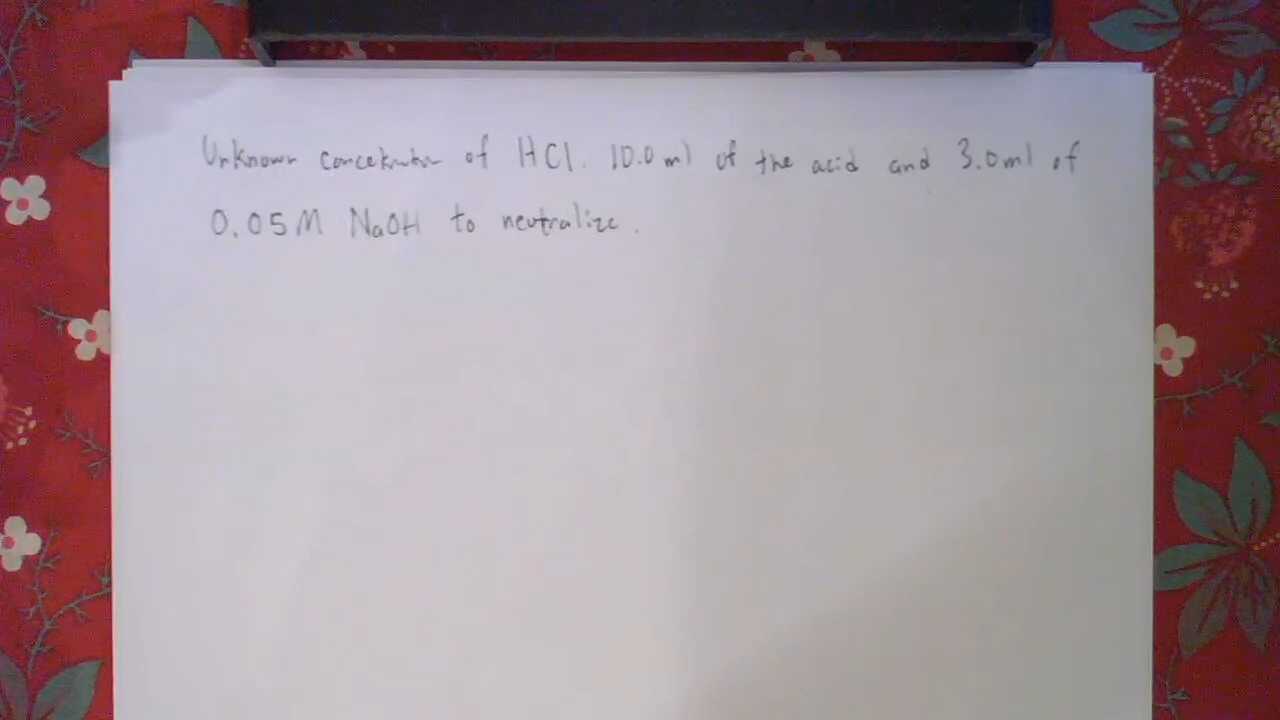 Unknown concentration of HCl. 10.0 ml of the acid and 3.0 ml of
0.05 M NaOH to neutralize.